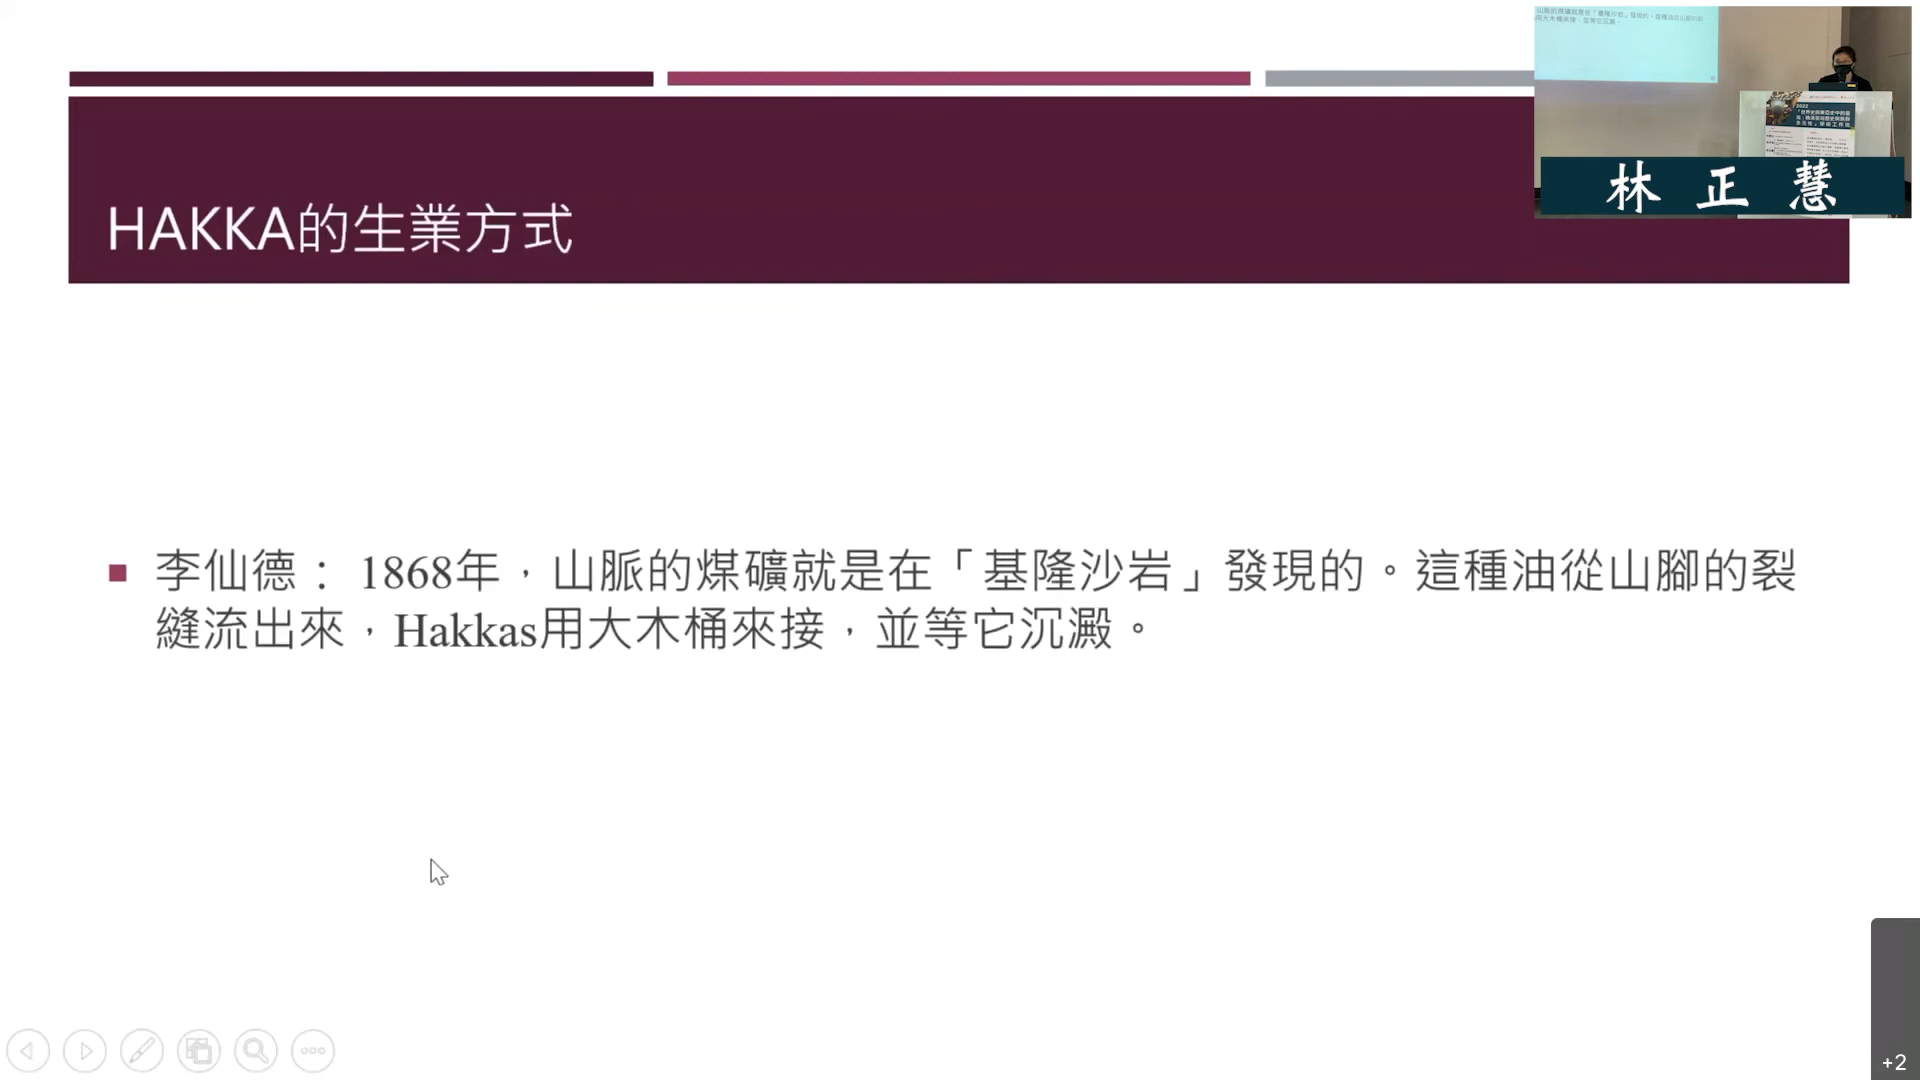 HAKKA的生業方式
李仙德： 1868年，山脈的煤礦就是在「基隆沙岩」發現的。這種油從山腳的裂
縫流出來，Hakkas用大木桶來接，並等它沉澱。
林 正 慧
+2